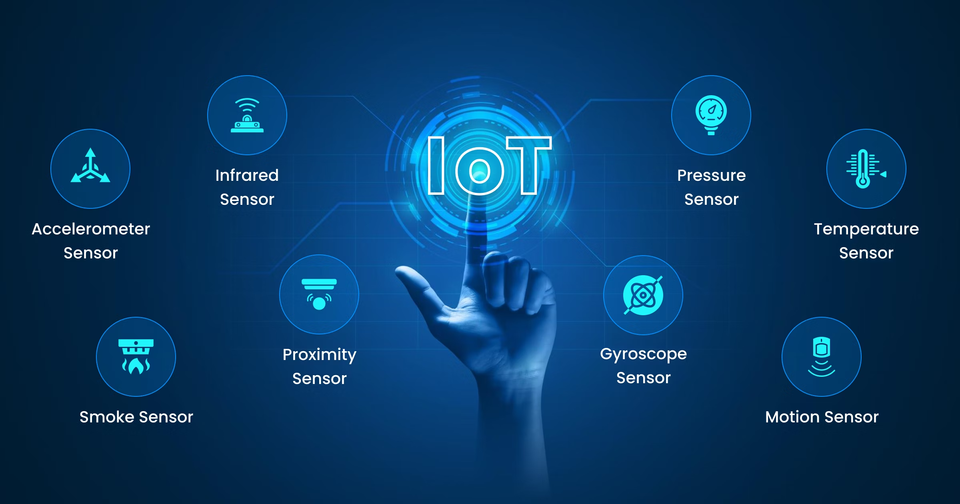 IoT
Infrared
Sensor
Pressure
Sensor
Accelerometer
Sensor
Temperature
Sensor
Proximity
Sensor
Gyroscope
Sensor
Smoke Sensor
Motion Sensor